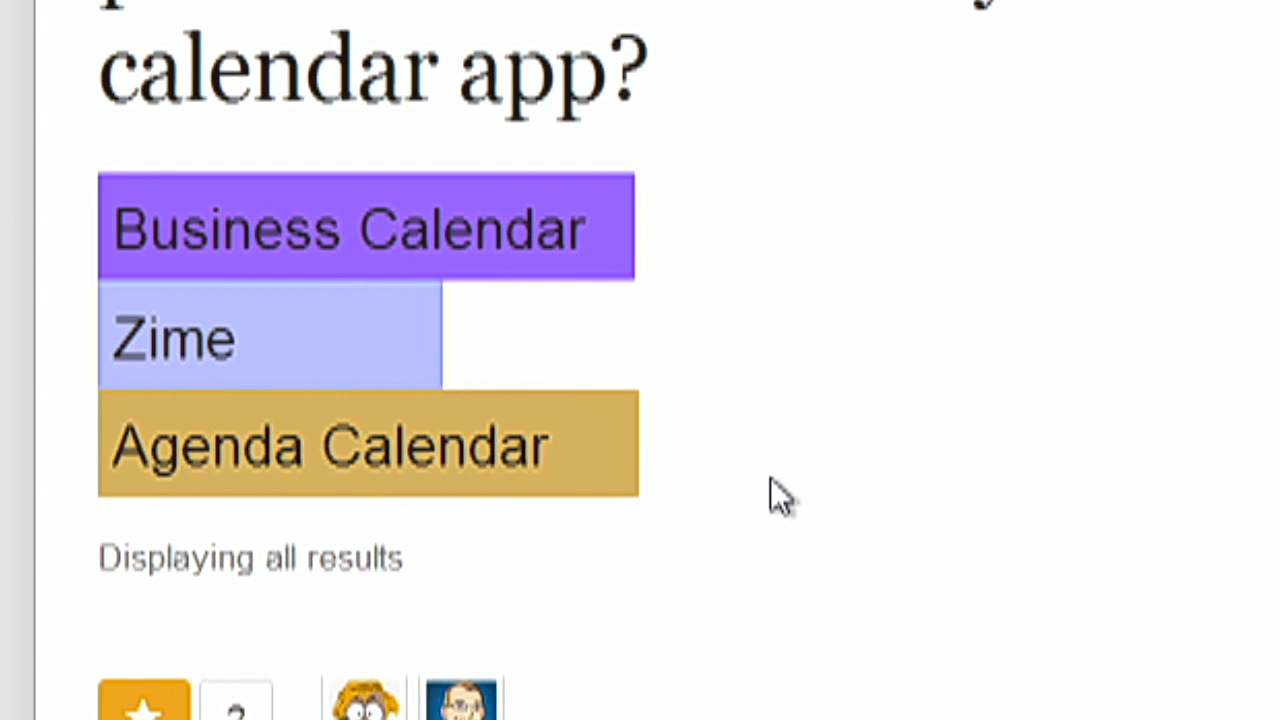 calendar app?
Business Calendar
Zime
Agenda Calendar
Displaying all results